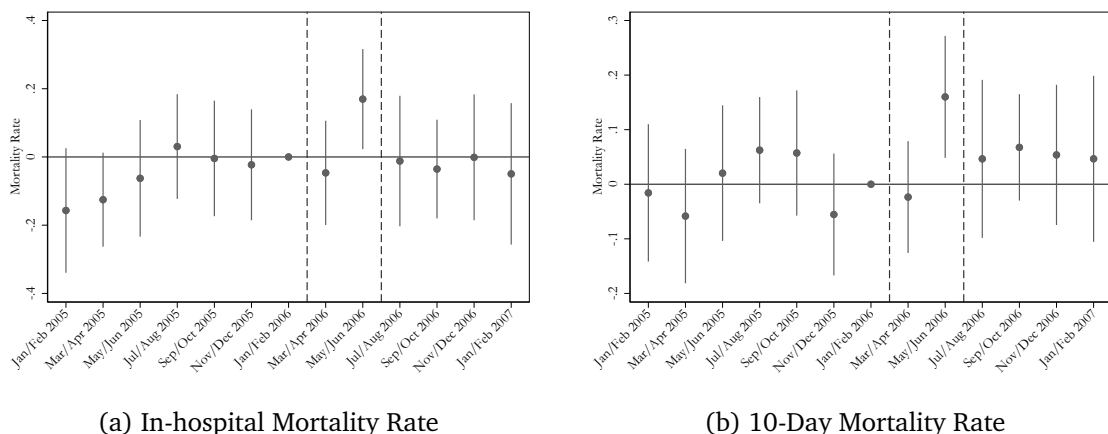 Mortality Rate
.4
.2
0
-.2
-.4
Jan/Feb 2005
Mar/Apr 2005
May/Jun 2005
Jul/Aug 2005
Sep/Oct 2005
Nov/Dec 2005
Jan/Feb 2006
Mar/Apr 2006
May/Jun 2006
Jul/Aug 2006
Sep/Oct 2006
Nov/Dec 2006
Jan/Feb 2007
(a) In-hospital Mortality Rate
Mortality Rate
.3
.2
.1
0
-.1
-.2
Jan/Feb 2005
Mar/Apr 2005
May/Jun 2005
Jul/Aug 2005
Sep/Oct 2005
Nov/Dec 2005
Jan/Feb 2006
Mar/Apr 2006
May/Jun 2006
Jul/Aug 2006
Sep/Oct 2006
Nov/Dec 2006
Jan/Feb 2007
(b) 10-Day Mortality Rate